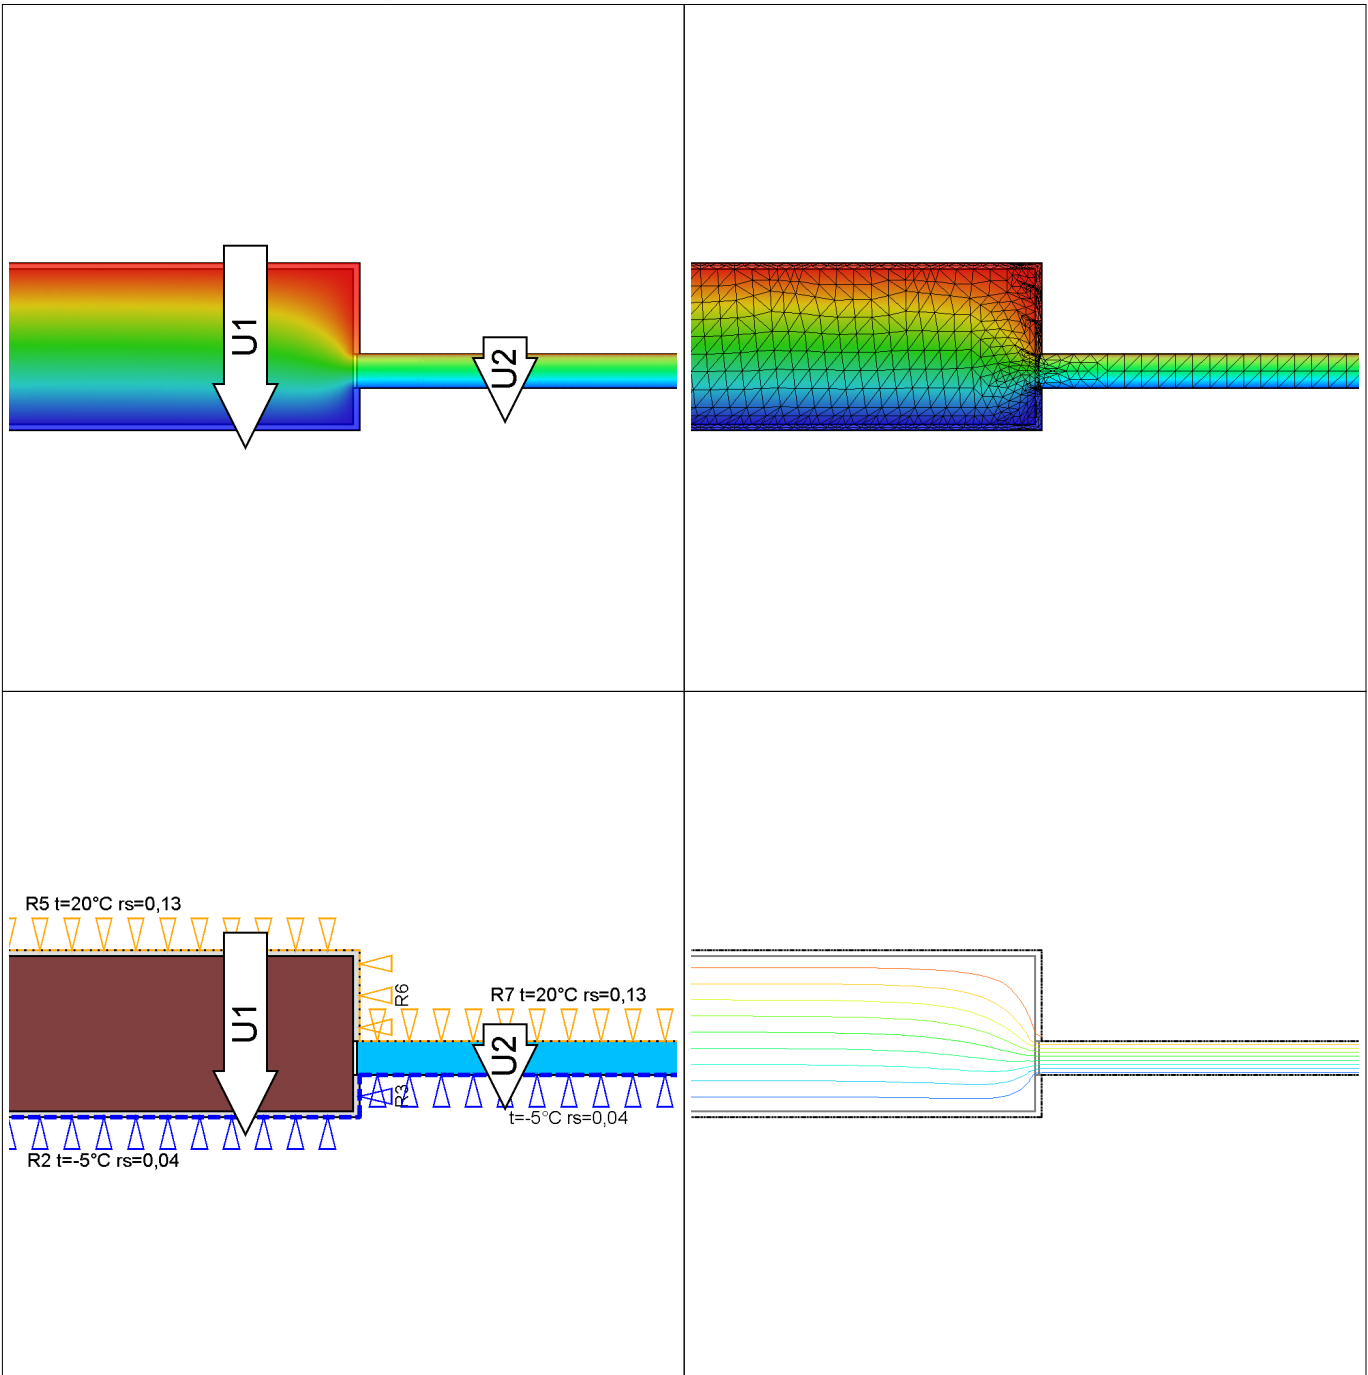 U1
U2
R5 t=20°C rs=0,13
R6
R7 t=20°C rs=0,13
U1
U2
R3
t=-5°C rs=0,04
R2 t=-5°C rs=0,04